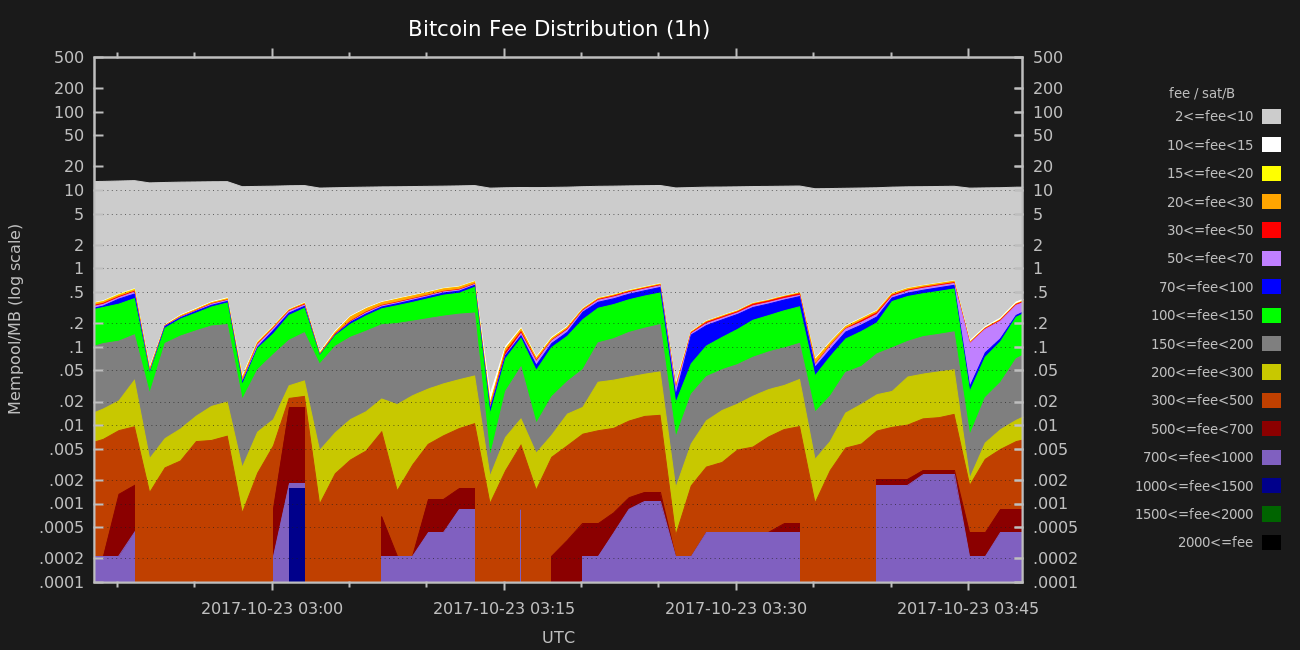 Bitcoin Fee Distribution (1h)
Mempool/MB (log scale)
500
200
100
50
20
10
5
2
1
.5
.2
.1
.05
.02
.01
.005
.002
.001
.0005
.0002
.0001
500
200
100
50
20
10
5
2
1
.5
.2
.1
.05
.02
.01
.005
.002
.001
.0005
.0002
.0001
2017-10-23 03:00
2017-10-23 03:15
2017-10-23 03:30
2017-10-23 03:45
UTC
fee / sat/B
2<=fee<10
10<=fee<15
15<=fee<20
20<=fee<30
30<=fee<50
50<=fee<70
70<=fee<100
100<=fee<150
150<=fee<200
200<=fee<300
300<=fee<500
500<=fee<700
700<=fee<1000
1000<=fee<1500
1500<=fee<2000
2000<=fee